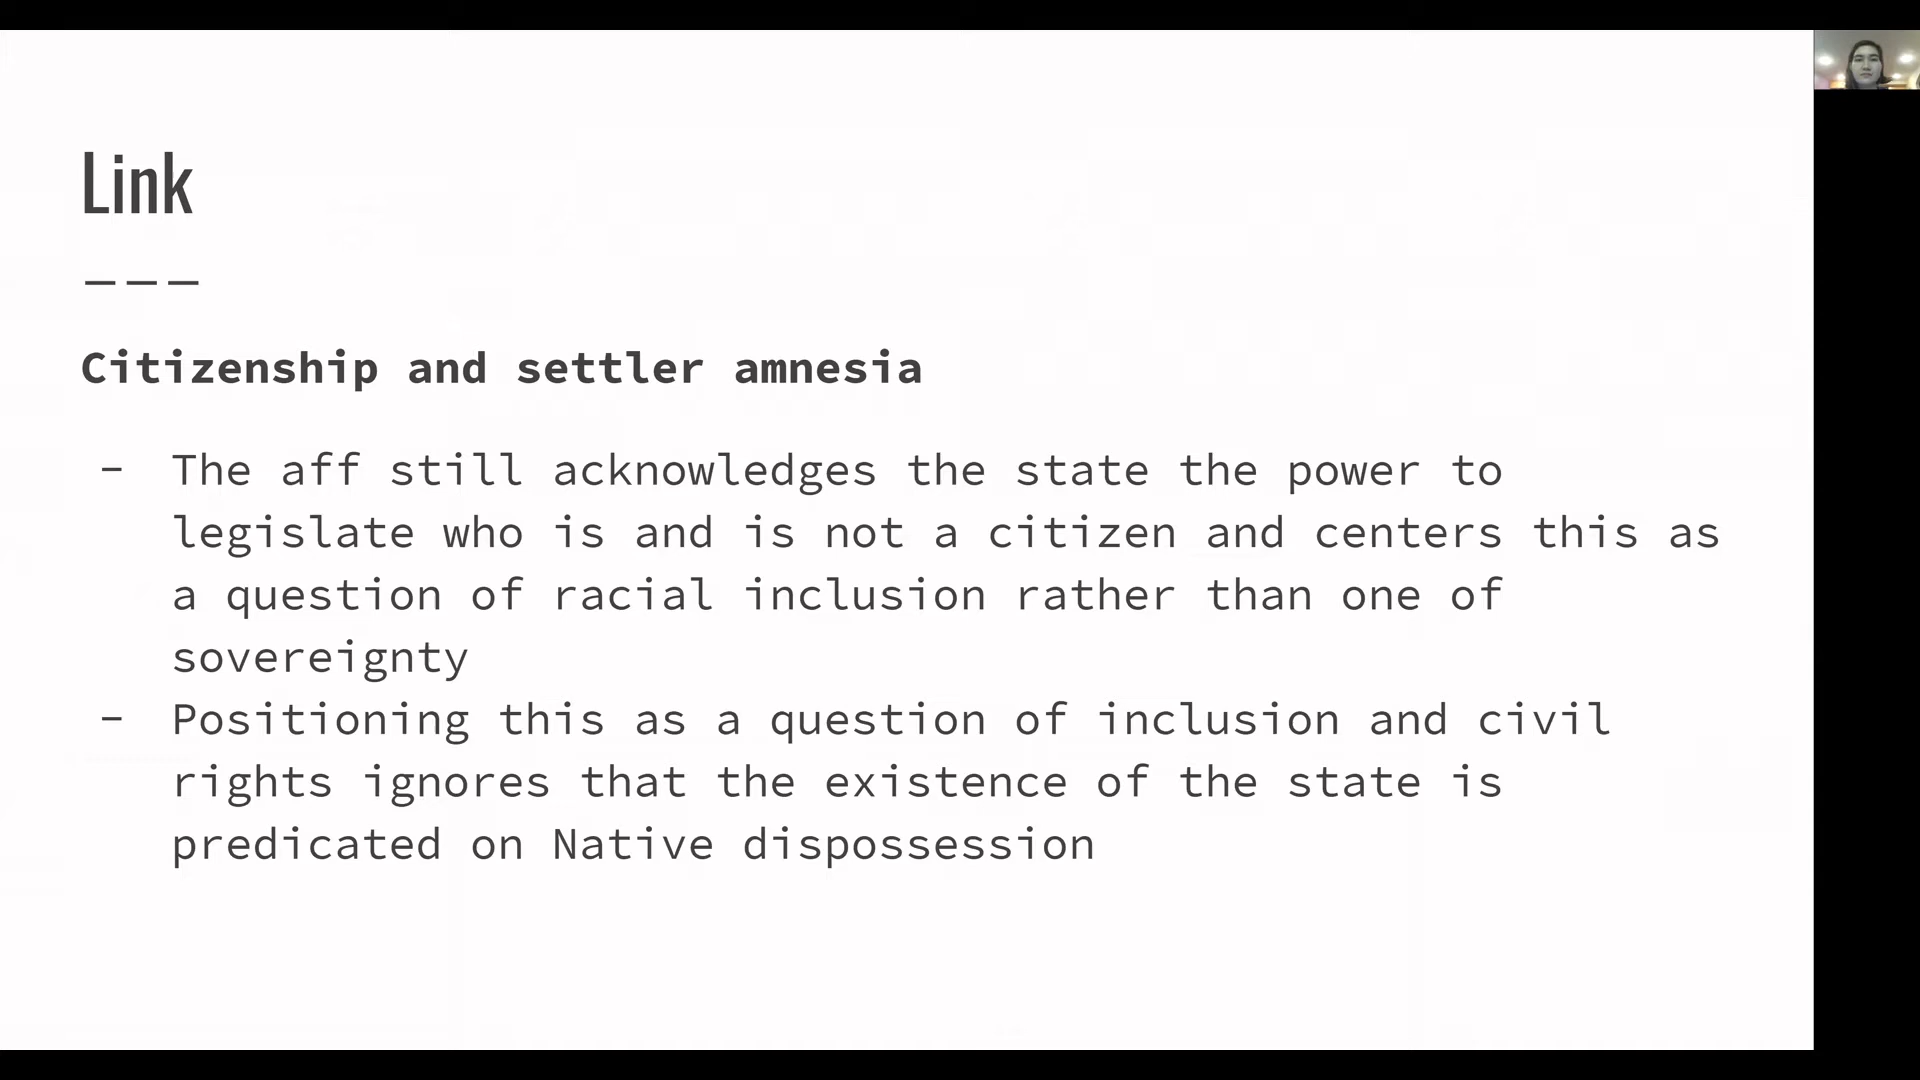 Link
———
Citizenship and settler amnesia
- The aff still acknowledges the state the power to
legislate who is and is not a citizen and centers this as
a question of racial inclusion rather than one of
sovereignty
- Positioning this as a question of inclusion and civil
rights ignores that the existence of the state is
predicated on Native dispossession